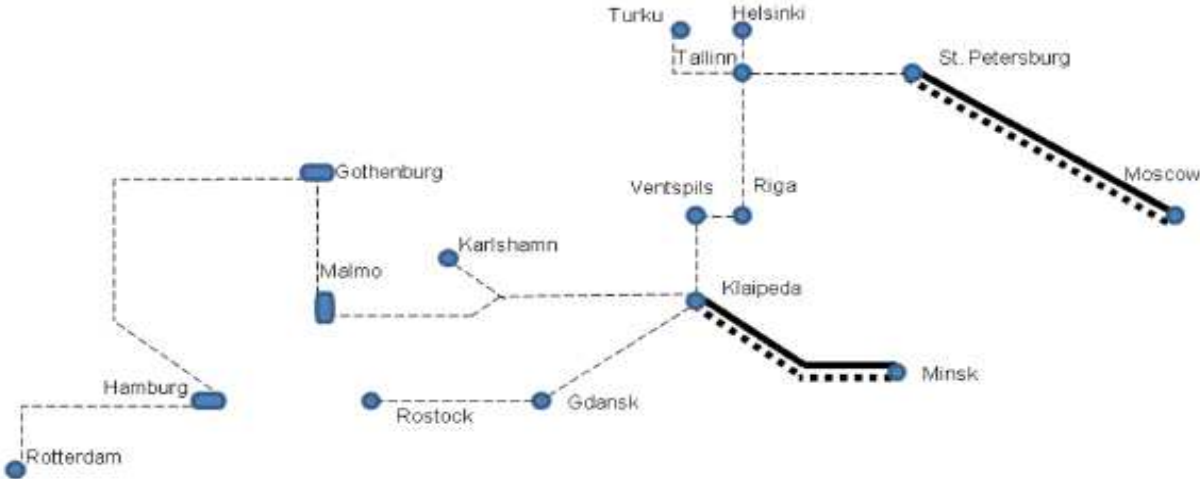 Turku
Helsinki
Tallinn
St. Petersburg
Gothenburg
Ventspils
Riga
Moscow
Karlshamn
Malmo
Klaipeda
Hamburg
Rostock
Gdansk
Minsk
Rotterdam